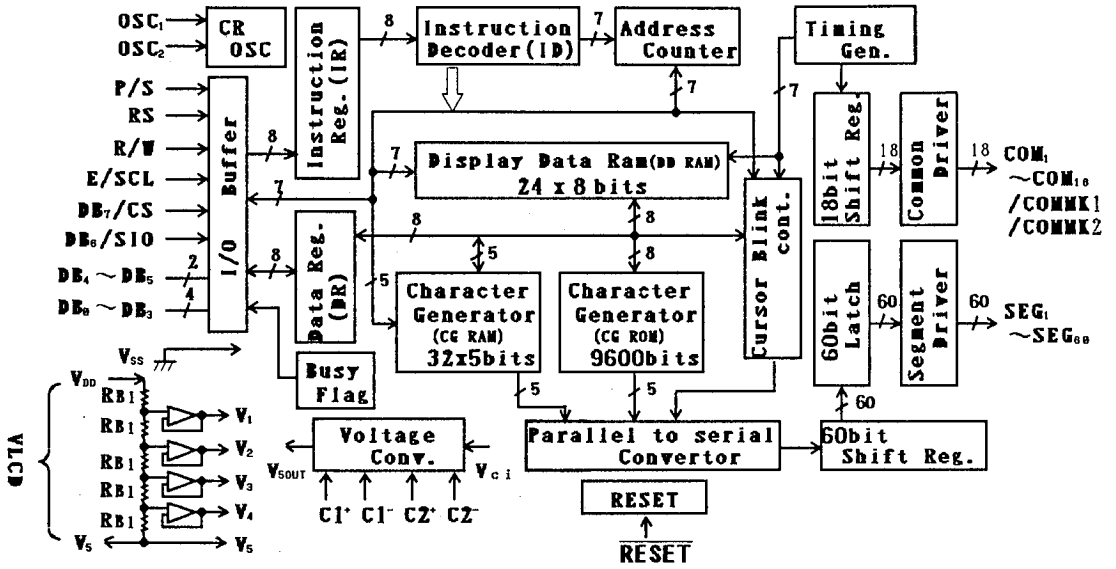 OSC₁
OSC₂
CR
OSC
Instruction
Reg.(IR)
8
Instruction
Decoder(ID)
7
Address
Counter
Timing
Gen.
P/S
RS
R/W
E/SCL
DB₇/CS
DB₆/SIO
DB₄～DB₅
2
DB₀～DB₃
4
I/O Buffer
8
7
8
Data Reg.
(DR)
Busy
Flag
7
7
7
Display Data Ram(DD RAM)
24 x 8 bits
8
8
8
5
5
Character
Generator
(CG RAM)
32x5bits
Character
Generator
(CG ROM)
9600bits
5
5
Cursor Blink
cont.
18bit
Shift Reg.
18
Common
Driver
18
COM₁
～COM₁₆
/COMMK1
/COMMK2
60bit
Latch
60
Segment
Driver
60
SEG₁
～SEG₆₀
60
60bit
Shift Reg.
Parallel to serial
Convertor
RESET
RESET
Voltage
Conv.
V₅OUT
Vci
C1⁺
C1⁻
C2⁺
C2⁻
VSS
VDD
VLCD
RB1
RB1
RB1
RB1
RB1
V₁
V₂
V₃
V₄
V₅
V₅